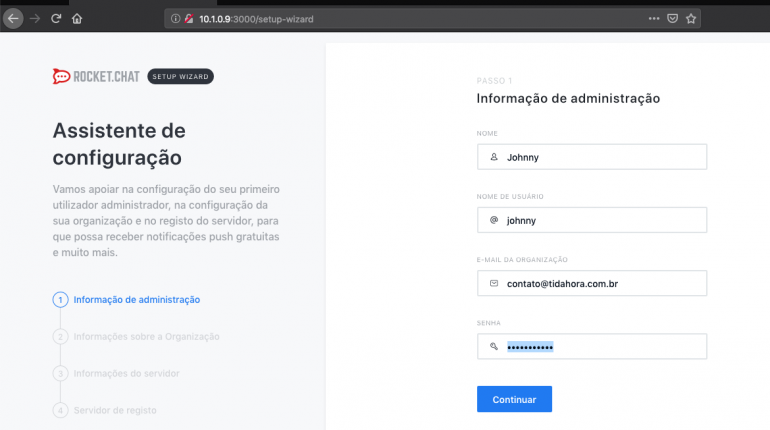 10.1.0.9:3000/setup-wizard
ROCKET.CHAT SETUP WIZARD
Assistente de
configuração
Vamos apoiar na configuração do seu primeiro
utilizador administrador, na configuração da
sua organização e no registo do servidor, para
que possa receber notificações push gratuitas
e muito mais.
1 Informação de administração
2 Informações sobre a Organização
3 Informações do servidor
4 Servidor de registo
PASSO 1
Informação de administração
NOME
Johnny
NOME DE USUÁRIO
@ johnny
E-MAIL DA ORGANIZAÇÃO
contato@tidahora.com.br
SENHA
•••••••••••
Continuar